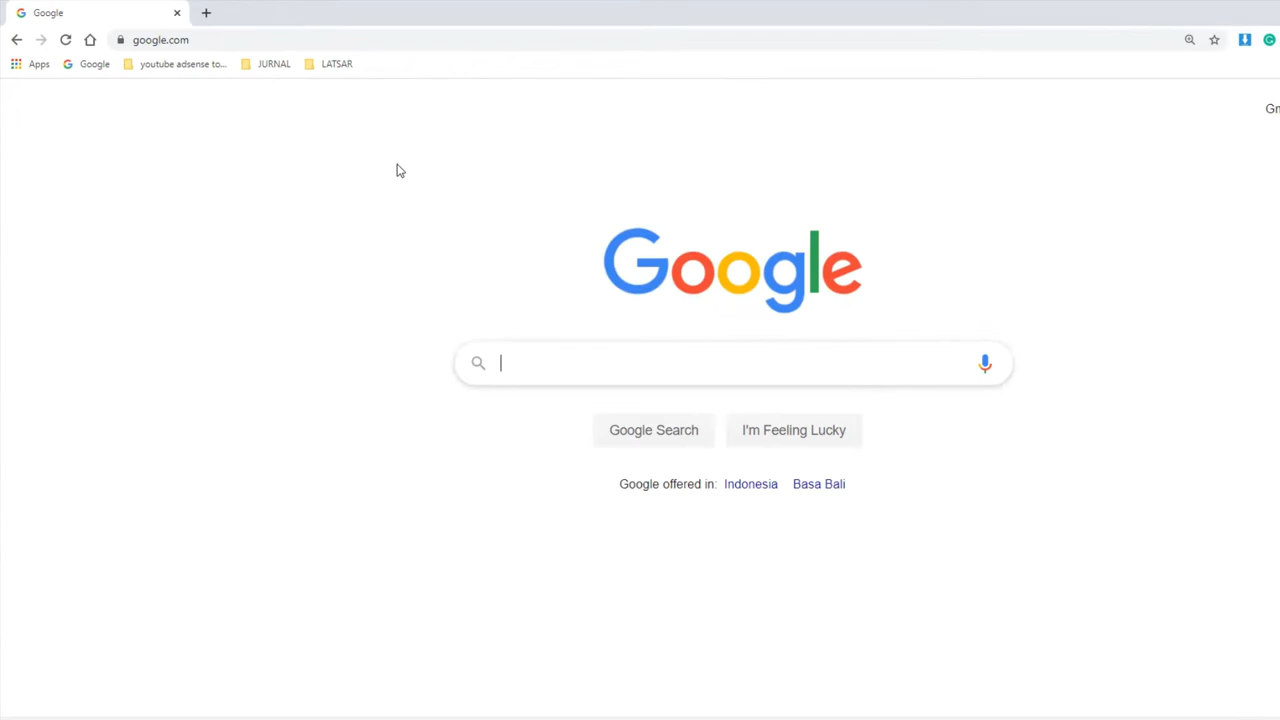 Google
google.com
Apps Google youtube adsense to... JURNAL LATSAR
Gm
Google
Google Search I'm Feeling Lucky
Google offered in: Indonesia Basa Bali